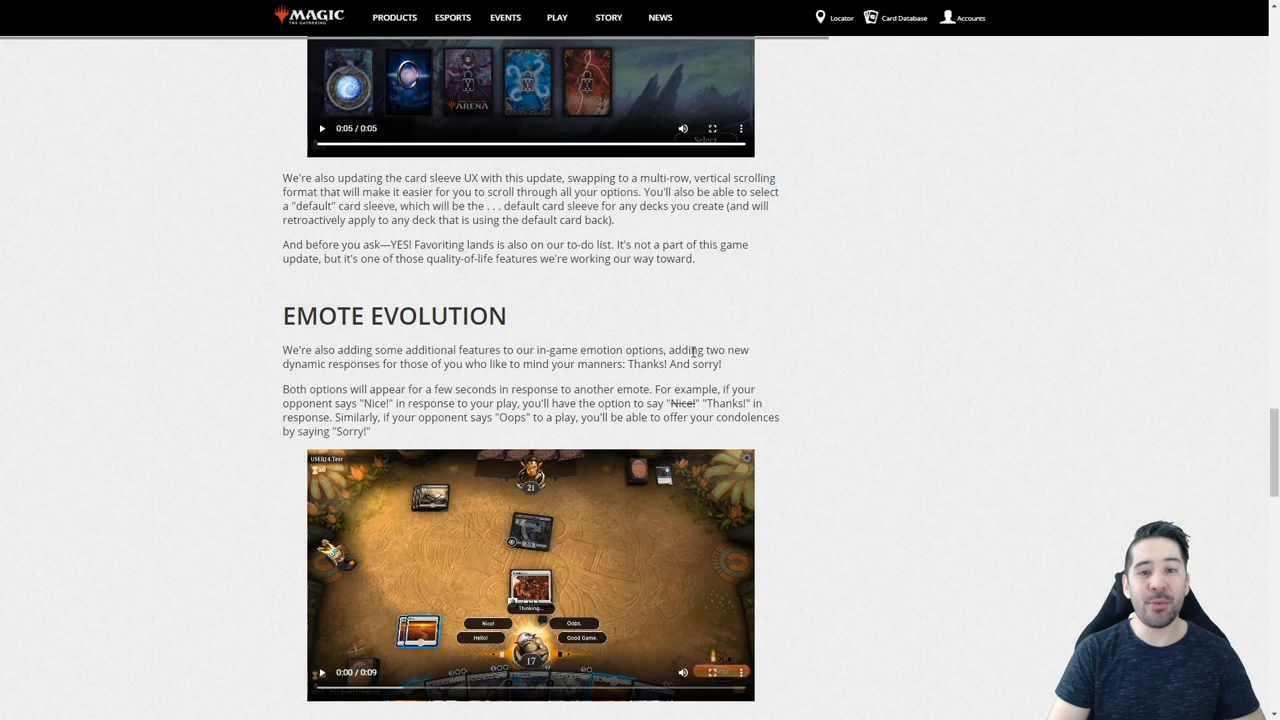 MAGIC
THE GATHERING
PRODUCTS
ESPORTS
EVENTS
PLAY
STORY
NEWS
Locator
Card Database
Accounts
ARENA
Select
0:05 / 0:05
We're also updating the card sleeve UX with this update, swapping to a multi-row, vertical scrolling
format that will make it easier for you to scroll through all your options. You'll also be able to select
a "default" card sleeve, which will be the . . . default card sleeve for any decks you create (and will
retroactively apply to any deck that is using the default card back).
And before you ask—YES! Favoriting lands is also on our to-do list. It's not a part of this game
update, but it's one of those quality-of-life features we're working our way toward.
EMOTE EVOLUTION
We're also adding some additional features to our in-game emotion options, adding two new
dynamic responses for those of you who like to mind your manners: Thanks! And sorry!
Both options will appear for a few seconds in response to another emote. For example, if your
opponent says "Nice!" in response to your play, you'll have the option to say "Nice!" "Thanks!" in
response. Similarly, if your opponent says "Oops" to a play, you'll be able to offer your condolences
by saying "Sorry!"
USER14.Test
x0
21
Thinking...
Nice!
Oops.
Hello!
Good Game.
17
0:00 / 0:09